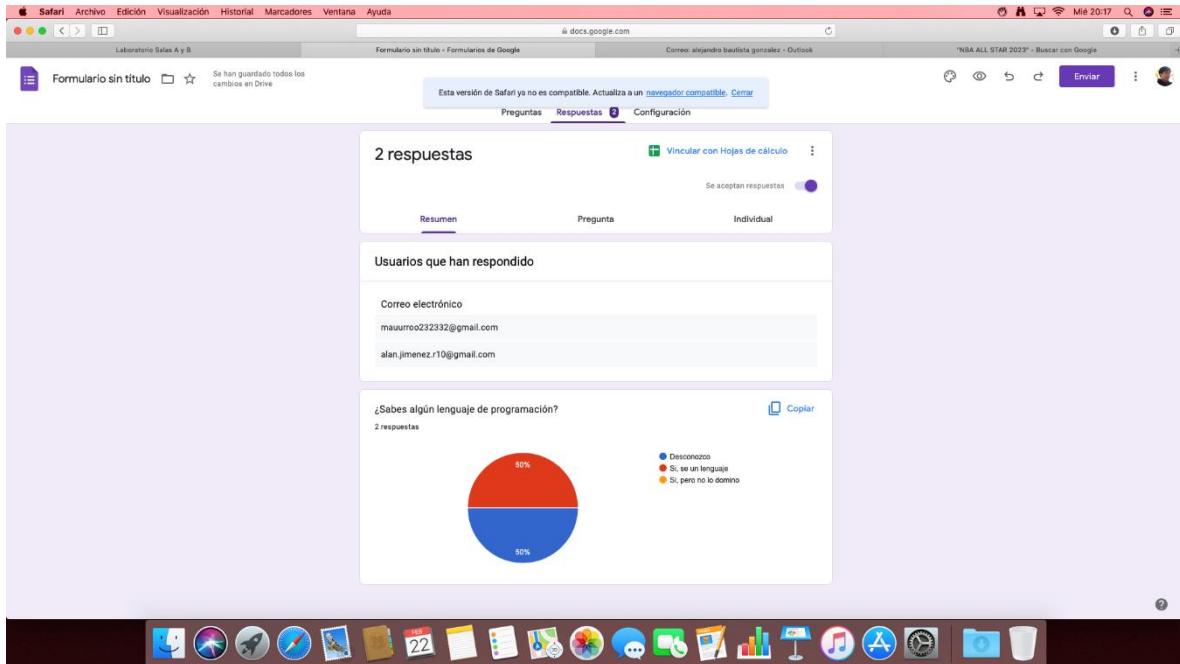 Safari Archivo Edición Visualización Historial Marcadores Ventana Ayuda Mié 20:17
docs.google.com
Laboratorio Salas A y B Formulario sin título - Formularios de Google Correo: alejandro bautista gonzalez - Outlook "NBA ALL STAR 2023" - Buscar con Google
Formulario sin título Se han guardado todos los
cambios en Drive
Enviar
Esta versión de Safari ya no es compatible. Actualiza a un navegador compatible. Cerrar
Preguntas Respuestas 2 Configuración
2 respuestas Vincular con Hojas de cálculo
Se aceptan respuestas
Resumen Pregunta Individual
Usuarios que han respondido
Correo electrónico
mauurroo232332@gmail.com
alan.jimenez.r10@gmail.com
¿Sabes algún lenguaje de programación? Copiar
2 respuestas
50%
Desconozco
Si, se un lenguaje
Si, pero no lo domino
50%
FEB
22